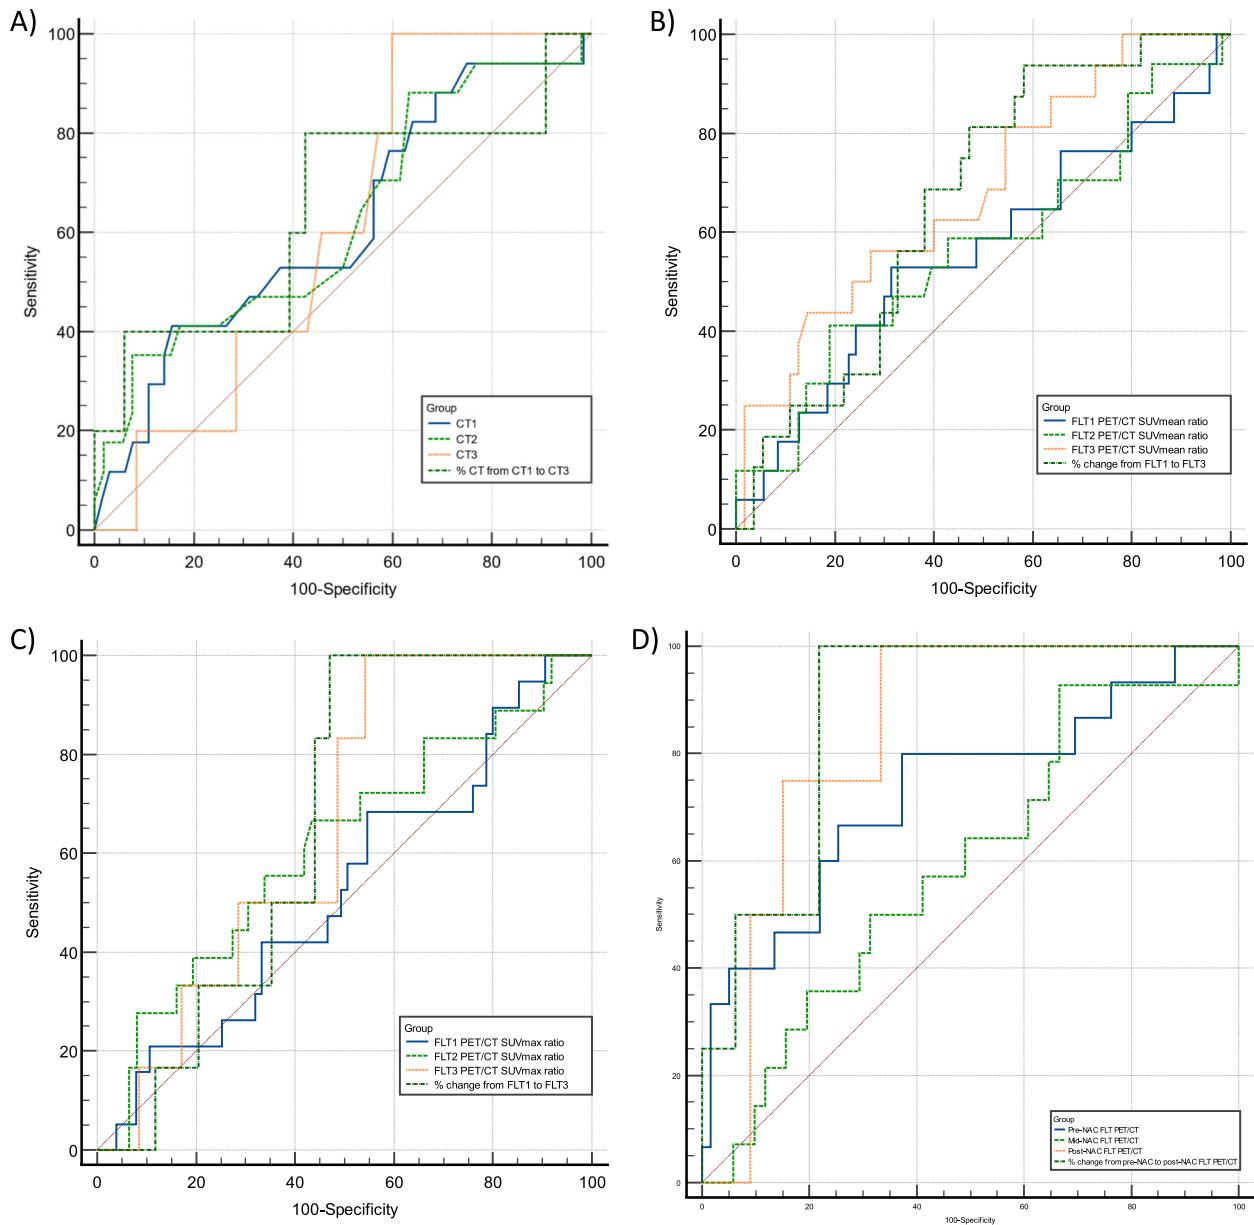 A)
100
80
60
40
20
0
Sensitivity
0 20 40 60 80 100
100-Specificity
Group
CT1
CT2
CT3
% CT from CT1 to CT3
B)
100
80
60
40
20
0
Sensitivity
0 20 40 60 80 100
100-Specificity
Group
FLT1 PET/CT SUVmean ratio
FLT2 PET/CT SUVmean ratio
FLT3 PET/CT SUVmean ratio
% change from FLT1 to FLT3
C)
100
80
60
40
20
0
Sensitivity
0 20 40 60 80 100
100-Specificity
Group
FLT1 PET/CT SUVmax ratio
FLT2 PET/CT SUVmax ratio
FLT3 PET/CT SUVmax ratio
% change from FLT1 to FLT3
D)
100
80
60
40
20
0
Sensitivity
0 20 40 60 80 100
100-Specificity
Group
Pre-NAC FLT PET/CT
Mid-NAC FLT PET/CT
Post-NAC FLT PET/CT
% change from pre-NAC to post-NAC FLT PET/CT